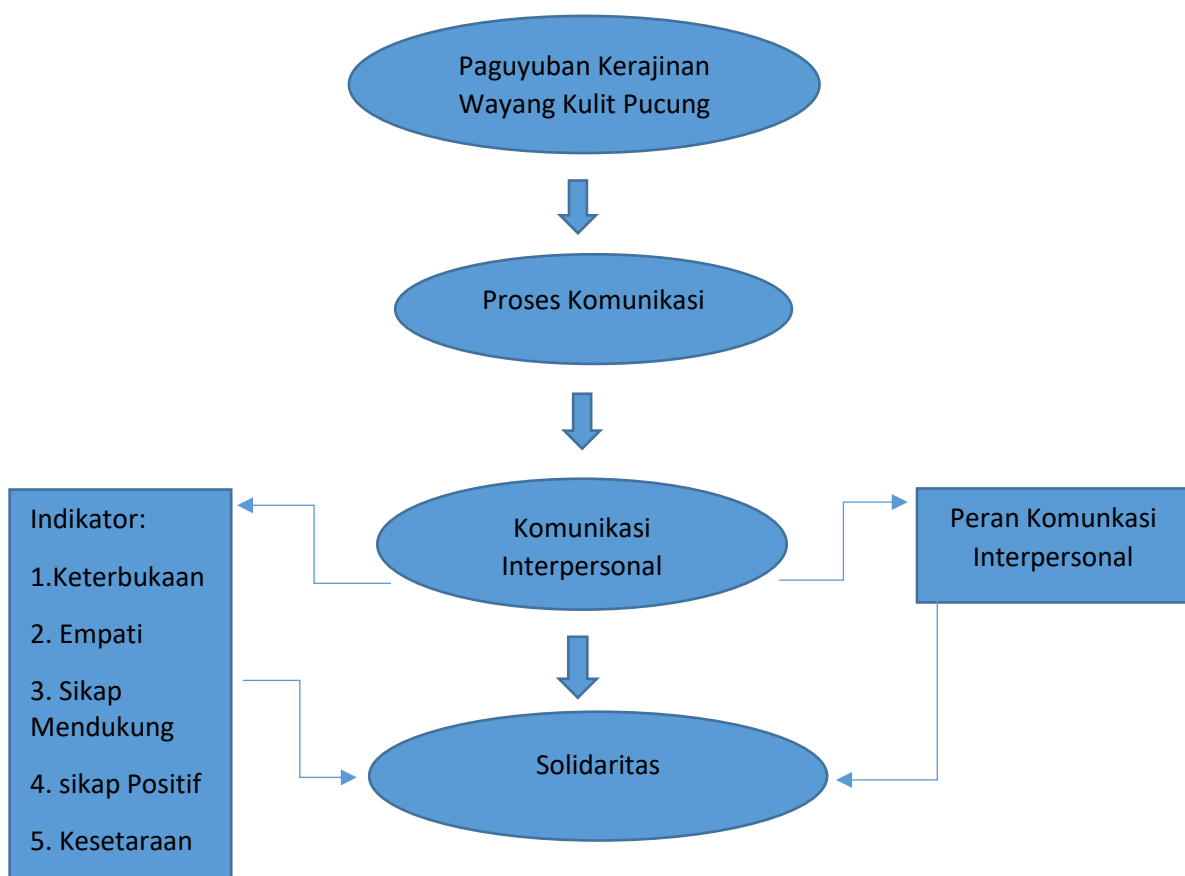 Paguyuban Kerajinan
Wayang Kulit Pucung
Proses Komunikasi
Komunikasi
Interpersonal
Indikator:
1.Keterbukaan
2. Empati
3. Sikap
Mendukung
4. sikap Positif
5. Kesetaraan
Peran Komunkasi
Interpersonal
Solidaritas